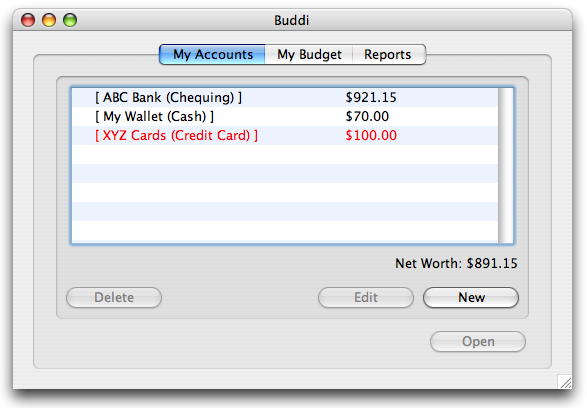 Buddi
My Accounts My Budget Reports
[ ABC Bank (Chequing) ] $921.15
[ My Wallet (Cash) ] $70.00
[ XYZ Cards (Credit Card) ] $100.00
Net Worth: $891.15
Delete Edit New
Open